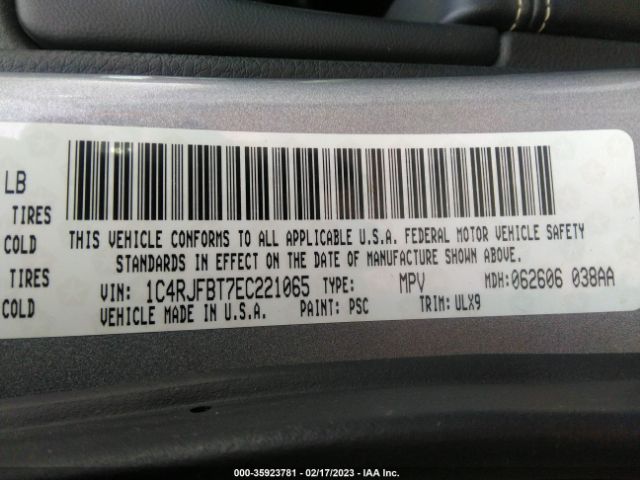 LB
TIRES
COLD
TIRES
COLD
THIS VEHICLE CONFORMS TO ALL APPLICABLE U.S.A. FEDERAL MOTOR VEHICLE SAFETY
STANDARDS IN EFFECT ON THE DATE OF MANUFACTURE SHOWN ABOVE.
VIN: 1C4RJFBT7EC221065 TYPE: MPV MDH:062606 038AA
VEHICLE MADE IN U.S.A. PAINT: PSC TRIM: ULX9
000-35923781 - 02/17/2023 - IAA Inc.